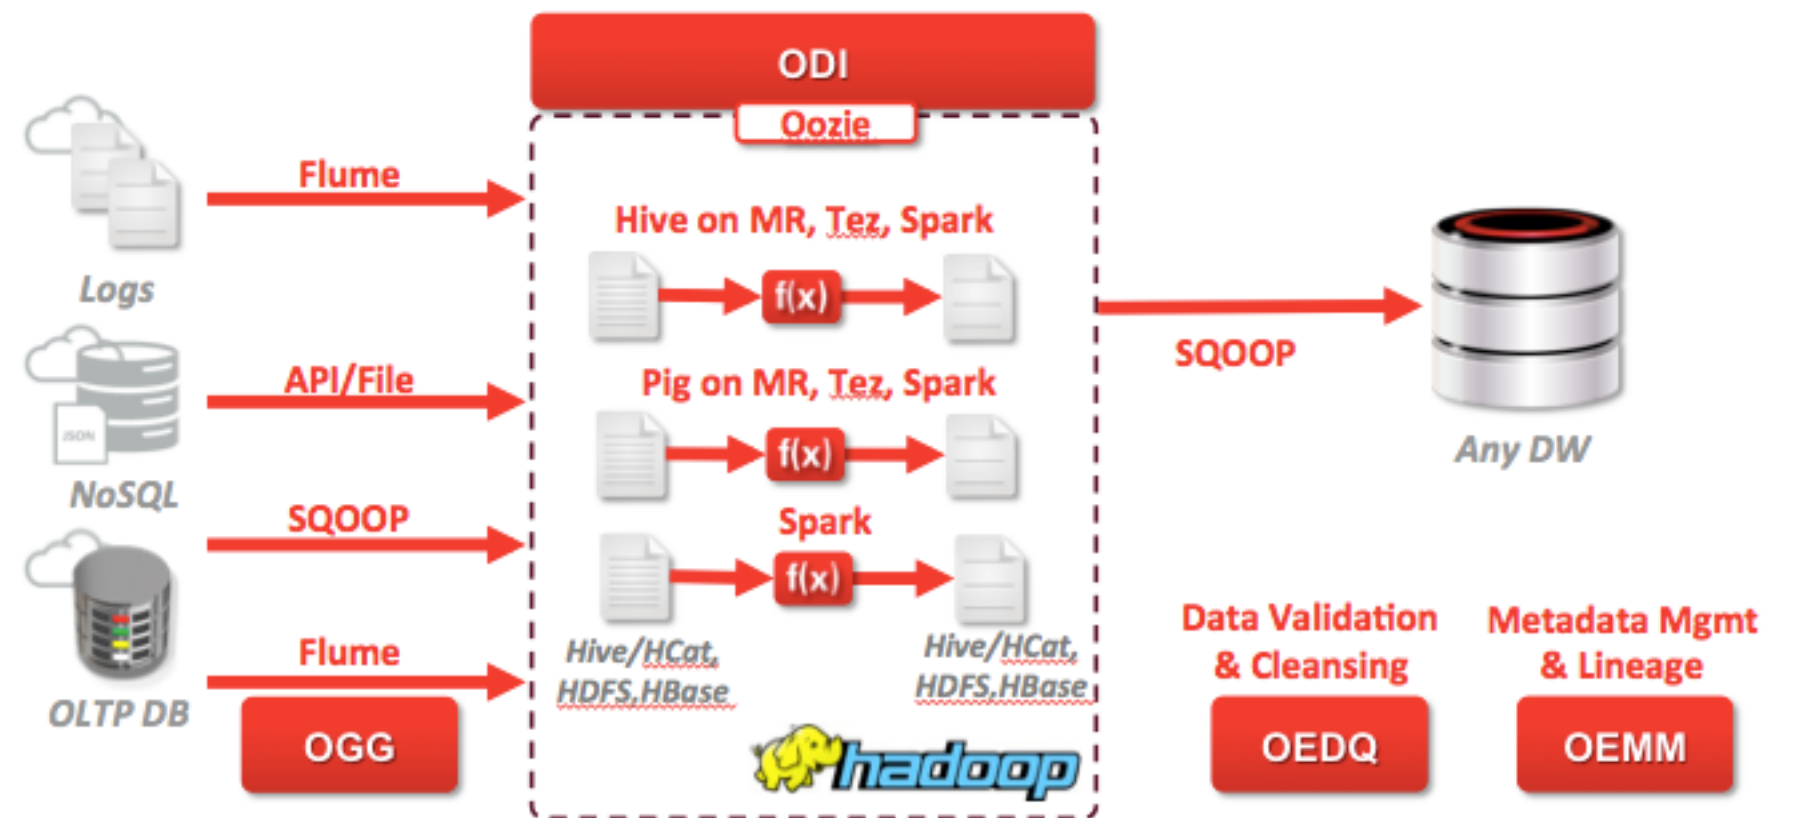 ODI
Oozie
Flume
Logs
API/File
JSON
NoSQL
SQOOP
Flume
OLTP DB
OGG
Hive on MR, Tez, Spark
f(x)
Pig on MR, Tez, Spark
f(x)
Spark
f(x)
Hive/HCat,
HDFS,HBase
Hive/HCat,
HDFS,HBase
hadoop
SQOOP
Any DW
Data Validation
& Cleansing
OEDQ
Metadata Mgmt
& Lineage
OEMM